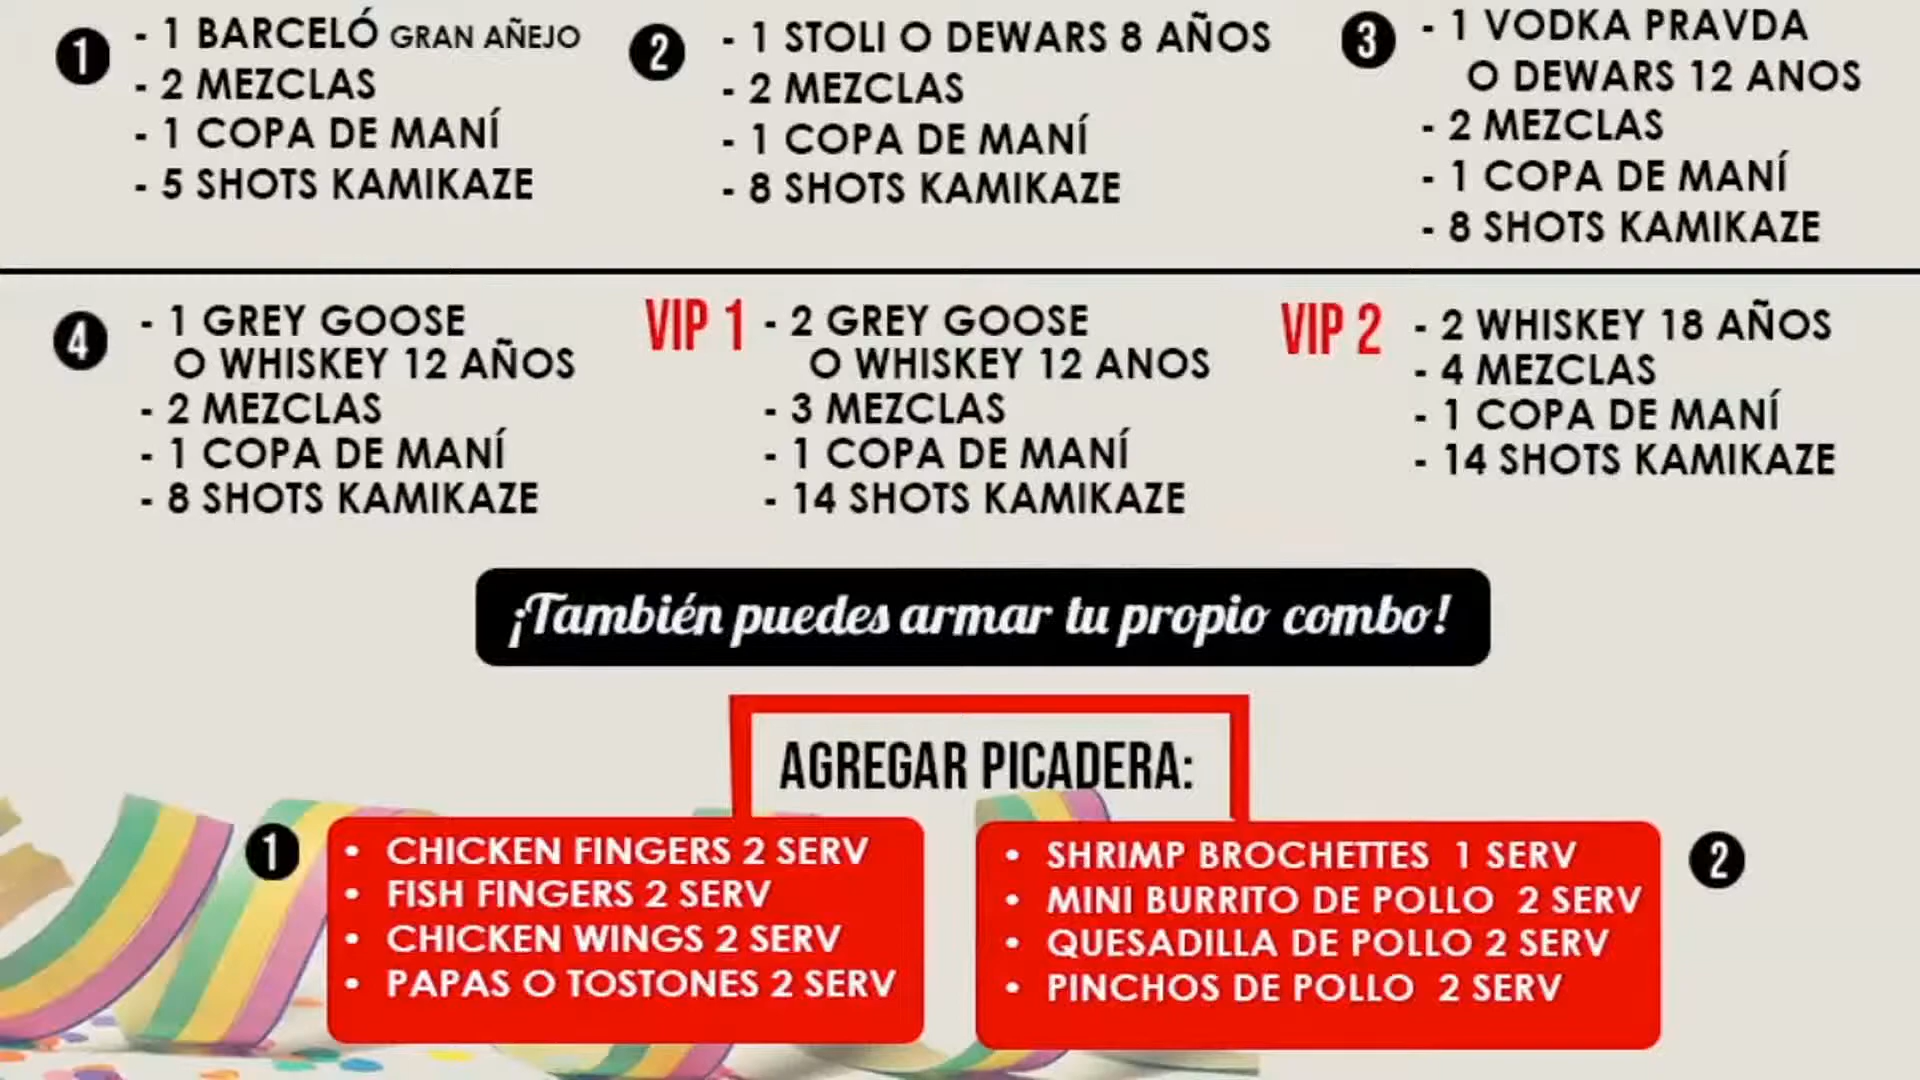 1
- 1 BARCELÓ GRAN AÑEJO
- 2 MEZCLAS
- 1 COPA DE MANÍ
- 5 SHOTS KAMIKAZE
2
- 1 STOLI O DEWARS 8 AÑOS
- 2 MEZCLAS
- 1 COPA DE MANÍ
- 8 SHOTS KAMIKAZE
3
- 1 VODKA PRAVDA
O DEWARS 12 ANOS
- 2 MEZCLAS
- 1 COPA DE MANÍ
- 8 SHOTS KAMIKAZE
4
- 1 GREY GOOSE
O WHISKEY 12 AÑOS
- 2 MEZCLAS
- 1 COPA DE MANÍ
- 8 SHOTS KAMIKAZE
VIP 1
- 2 GREY GOOSE
O WHISKEY 12 ANOS
- 3 MEZCLAS
- 1 COPA DE MANÍ
- 14 SHOTS KAMIKAZE
VIP 2
- 2 WHISKEY 18 AÑOS
- 4 MEZCLAS
- 1 COPA DE MANÍ
- 14 SHOTS KAMIKAZE
¡También puedes armar tu propio combo!
AGREGAR PICADERA:
1
• CHICKEN FINGERS 2 SERV
• FISH FINGERS 2 SERV
• CHICKEN WINGS 2 SERV
• PAPAS O TOSTONES 2 SERV
2
• SHRIMP BROCHETTES 1 SERV
• MINI BURRITO DE POLLO 2 SERV
• QUESADILLA DE POLLO 2 SERV
• PINCHOS DE POLLO 2 SERV